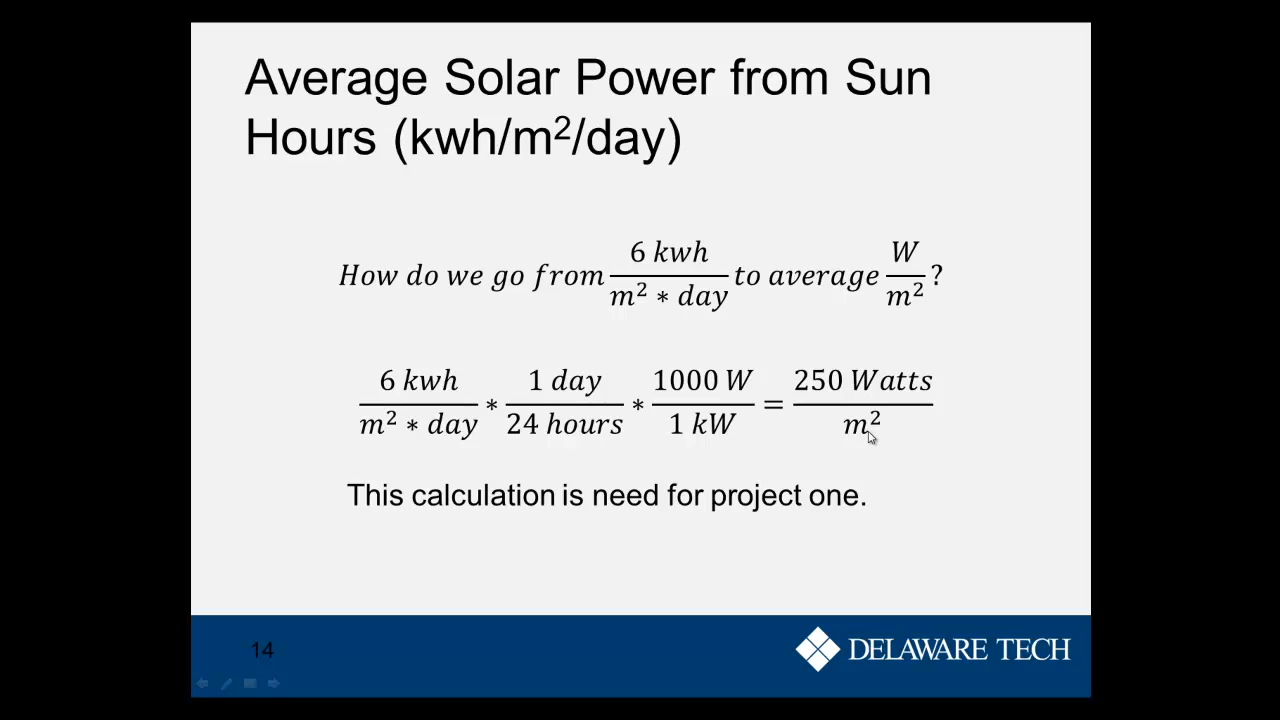 Average Solar Power from Sun
Hours (kwh/m²/day)
How do we go from 6 kwh / m² ∗ day to average W / m² ?
6 kwh / m² ∗ day ∗ 1 day / 24 hours ∗ 1000 W / 1 kW = 250 Watts / m²
This calculation is need for project one.
14
DELAWARE TECH